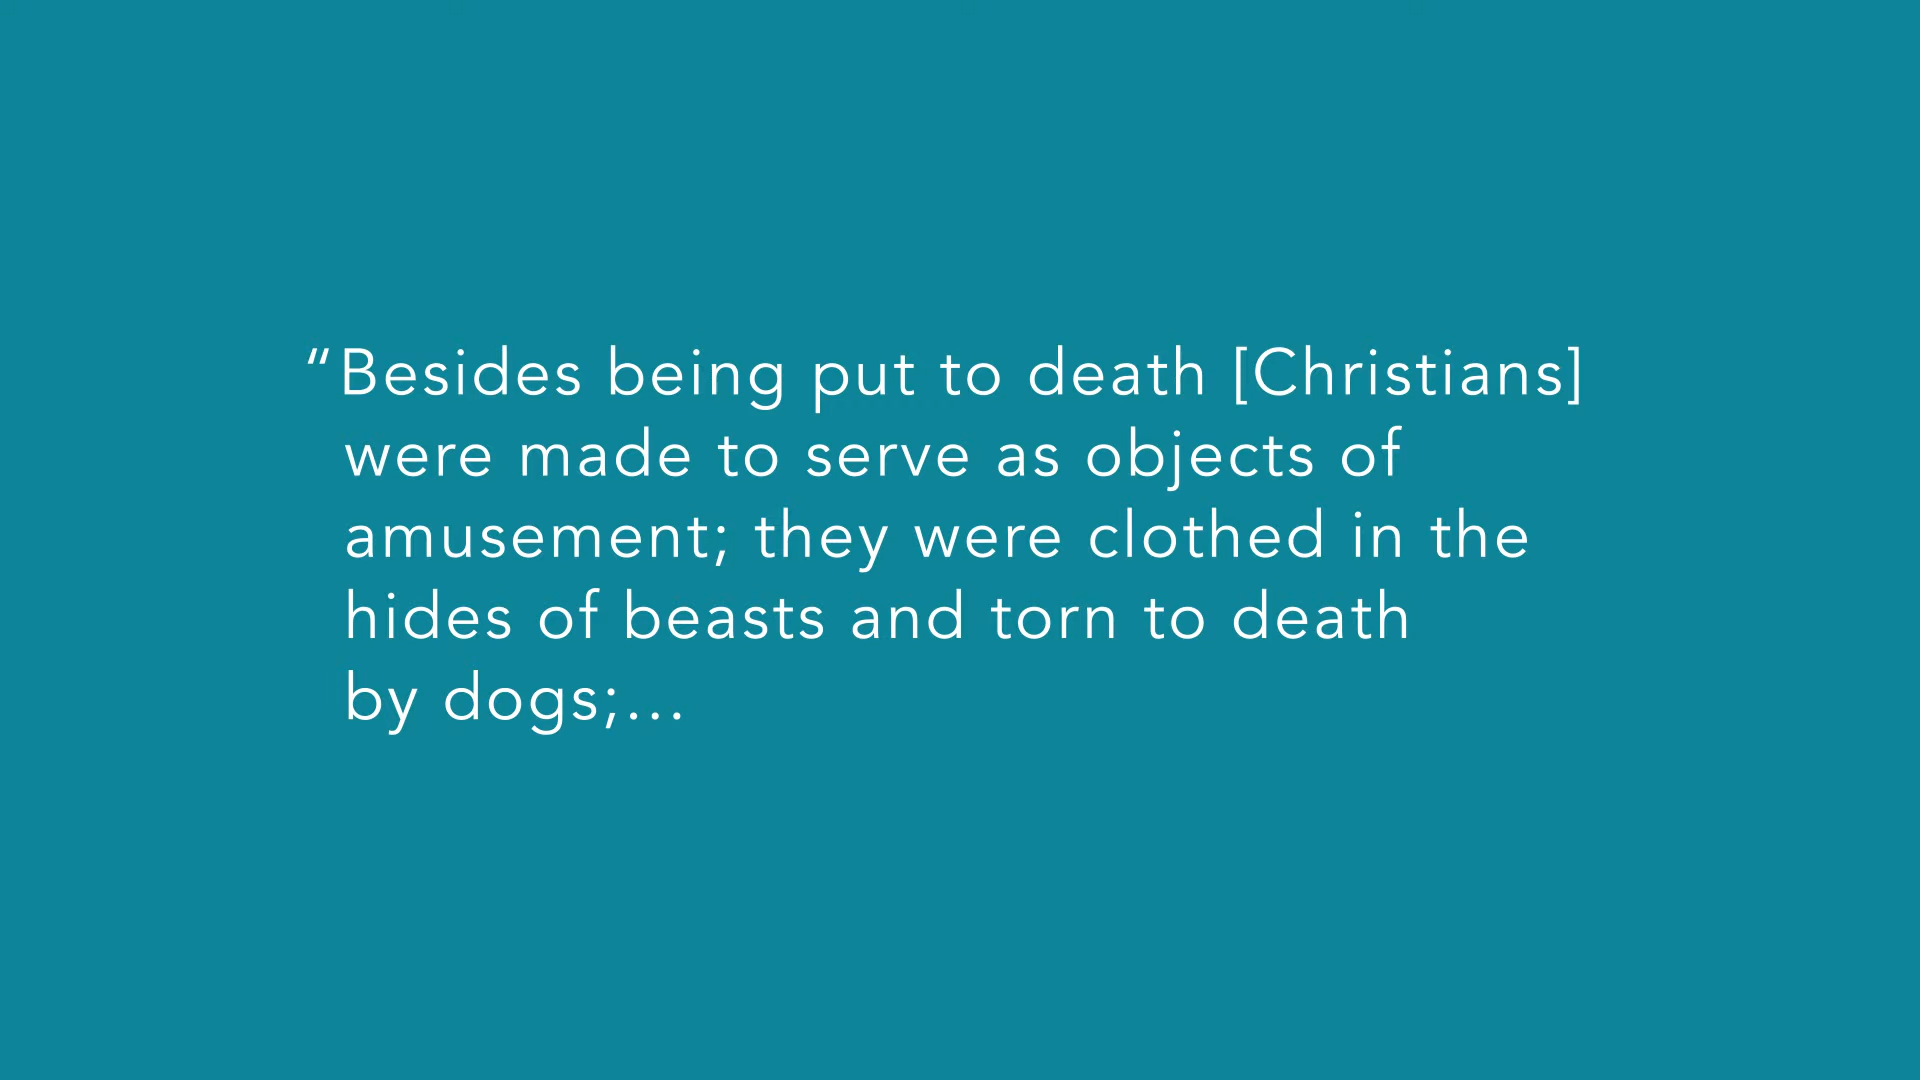 “Besides being put to death [Christians]
were made to serve as objects of
amusement; they were clothed in the
hides of beasts and torn to death
by dogs;...